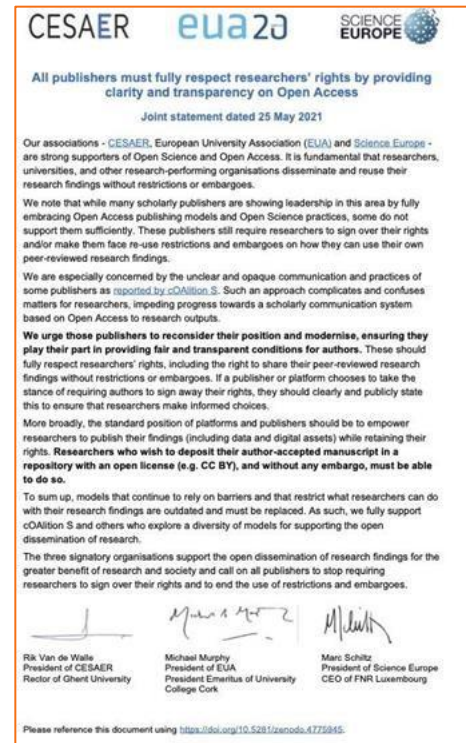 CESAER eua20 SCIENCE
EUROPE
All publishers must fully respect researchers' rights by providing
clarity and transparency on Open Access
Joint statement dated 25 May 2021
Our associations - CESAER, European University Association (EUA) and Science Europe -
are strong supporters of Open Science and Open Access. It is fundamental that researchers,
universities, and other research-performing organisations disseminate and reuse their
research findings without restrictions or embargoes.
We note that while many scholarly publishers are showing leadership in this area by fully
embracing Open Access publishing models and Open Science practices, some do not
support them sufficiently. These publishers still require researchers to sign over their rights
and/or make them face re-use restrictions and embargoes on how they can use their own
peer-reviewed research findings.
We are especially concerned by the unclear and opaque communication and practices of
some publishers as reported by cOAlition S. Such an approach complicates and confuses
matters for researchers, impeding progress towards a scholarly communication system
based on Open Access to research outputs.
We urge those publishers to reconsider their position and modernise, ensuring they
play their part in providing fair and transparent conditions for authors. These should
fully respect researchers' rights, including the right to share their peer-reviewed research
findings without restrictions or embargoes. If a publisher or platform chooses to take the
stance of requiring authors to sign away their rights, they should clearly and publicly state
this to ensure that researchers make informed choices.
More broadly, the standard position of platforms and publishers should be to empower
researchers to publish their findings (including data and digital assets) while retaining their
rights. Researchers who wish to deposit their author-accepted manuscript in a
repository with an open license (e.g. CC BY), and without any embargo, must be able
to do so.
To sum up, models that continue to rely on barriers and that restrict what researchers can do
with their research findings are outdated and must be replaced. As such, we fully support
cOAlition S and others who explore a diversity of models for supporting the open
dissemination of research.
The three signatory organisations support the open dissemination of research findings for the
greater benefit of research and society and call on all publishers to stop requiring
researchers to sign over their rights and to end the use of restrictions and embargoes.
Rik Van de Walle Michael Murphy Marc Schiltz
President of CESAER President of EUA President of Science Europe
Rector of Ghent University President Emeritus of University CEO of FNR Luxembourg
College Cork
Please reference this document using https://doi.org/10.5281/zenodo.4775945.